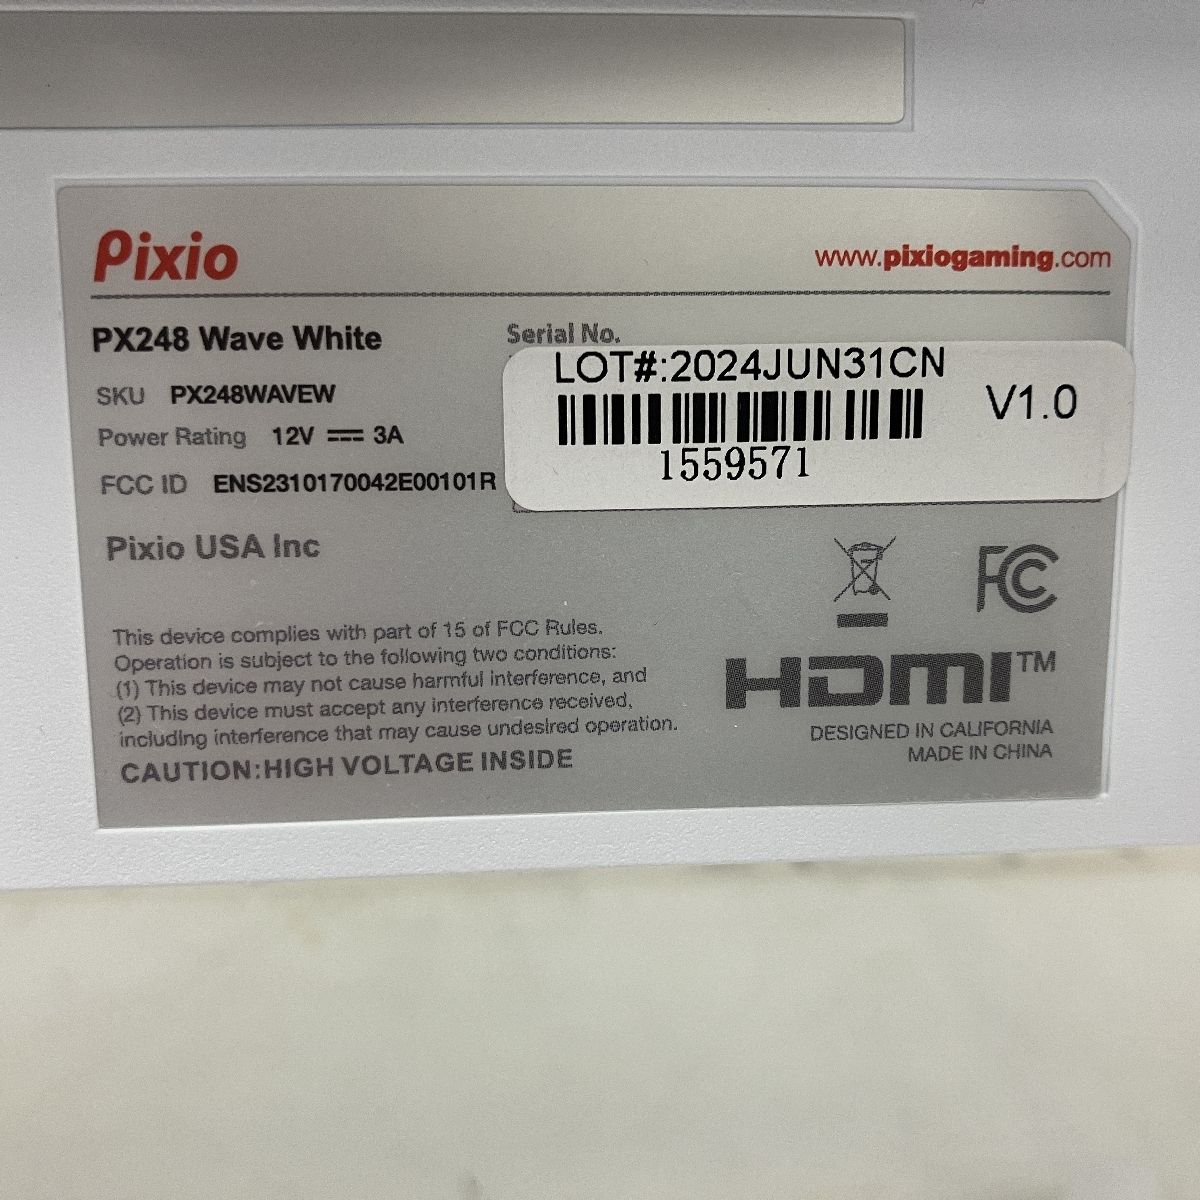 Pixio
www.pixiogaming.com
PX248 Wave White
SKU PX248WAVEW
Power Rating 12V 3A
FCC ID ENS2310170042E00101R
Serial No.
LOT#:2024JUN31CN
V1.0
1559571
Pixio USA Inc
FC
This device complies with part of 15 of FCC Rules.
Operation is subject to the following two conditions:
(1) This device may not cause harmful interference, and
(2) This device must accept any interference received,
including interference that may cause undesired operation.
CAUTION:HIGH VOLTAGE INSIDE
HDMI™
DESIGNED IN CALIFORNIA
MADE IN CHINA